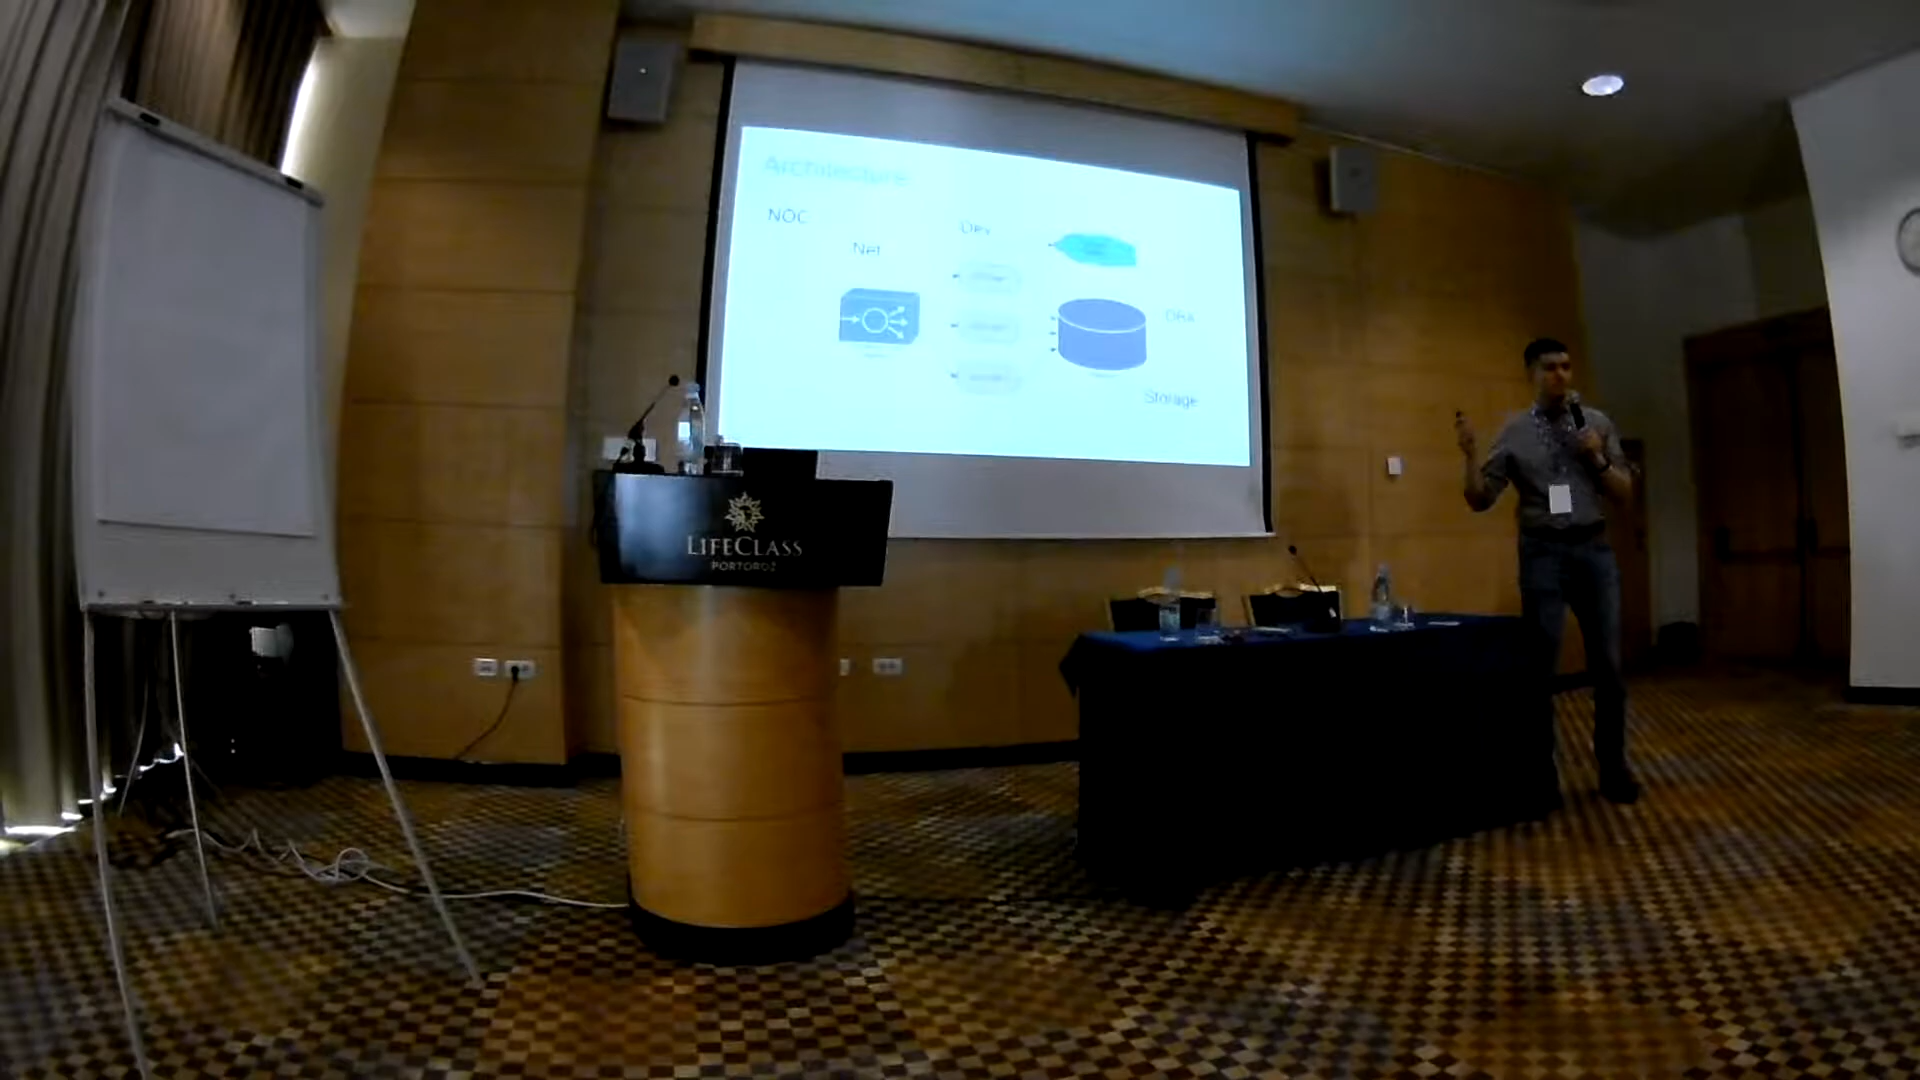 Architecture
NOC
Dev
Net
DBA
Storage
LIFECLASS
PORTOROŽ